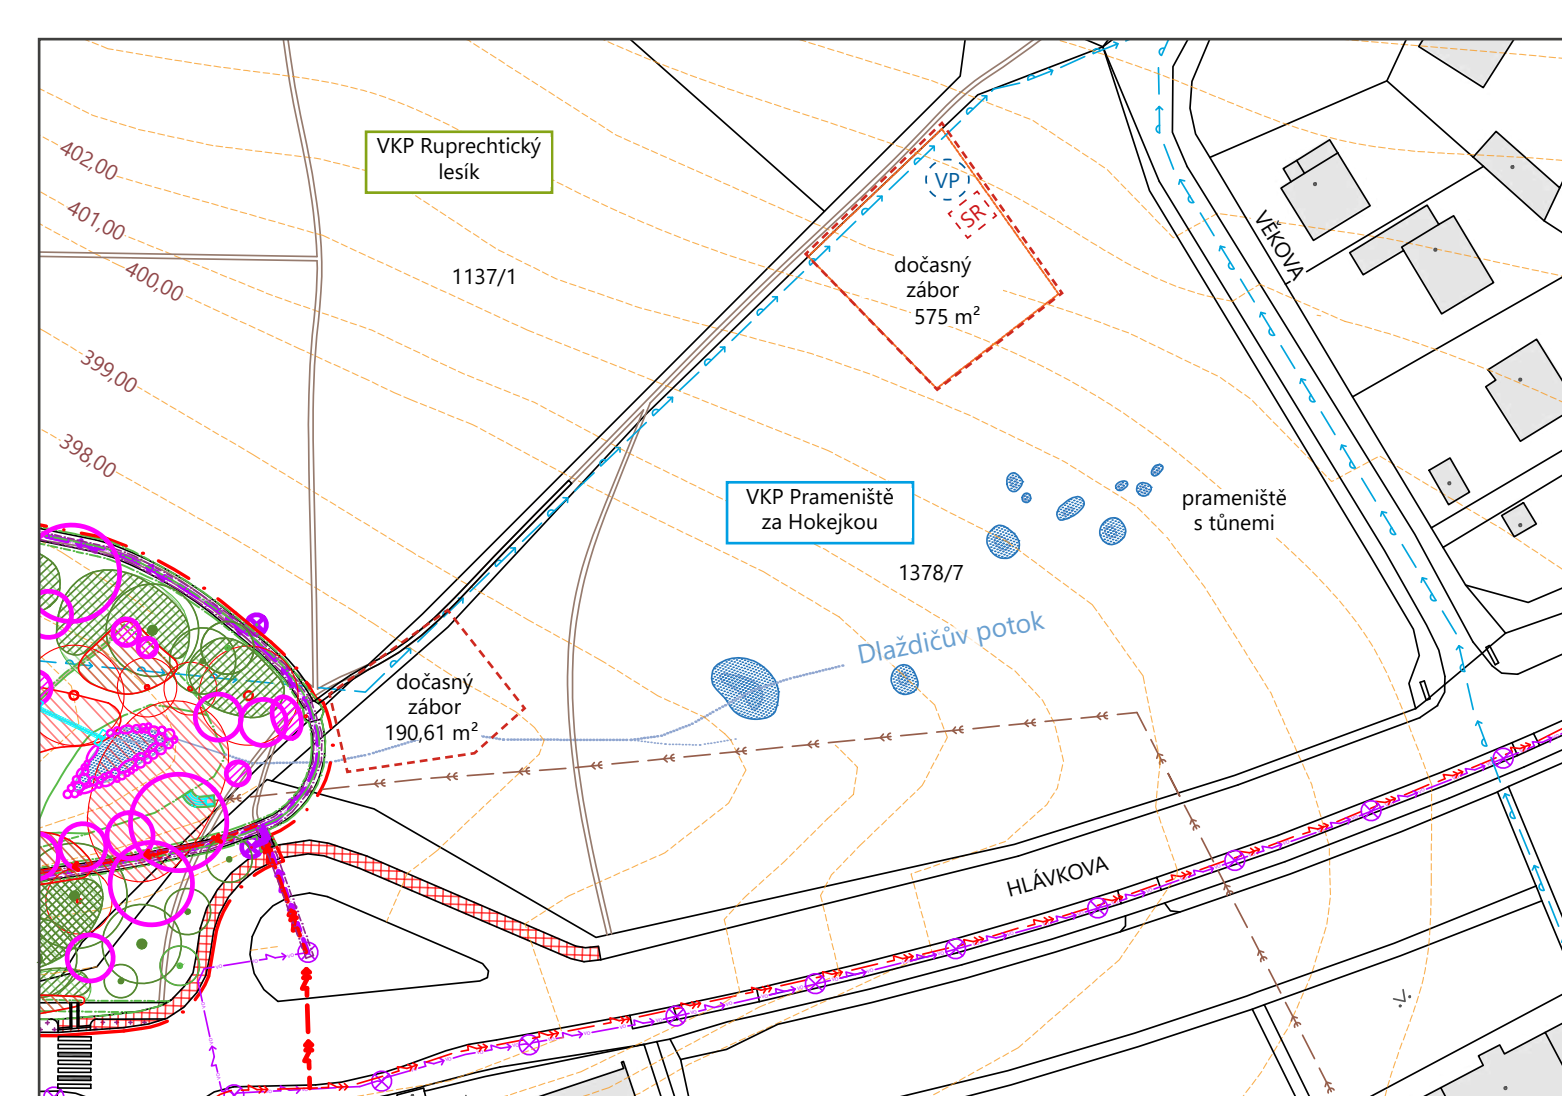 VKP Ruprechtický
lesík
402,00
401,00
400,00
399,00
398,00
1137/1
VP
SR
dočasný
zábor
575 m²
VĚKOVA
VKP Prameniště
za Hokejkou
prameniště
s tůnemi
1378/7
Dlaždičův potok
dočasný
zábor
190,61 m²
HLÁVKOVA